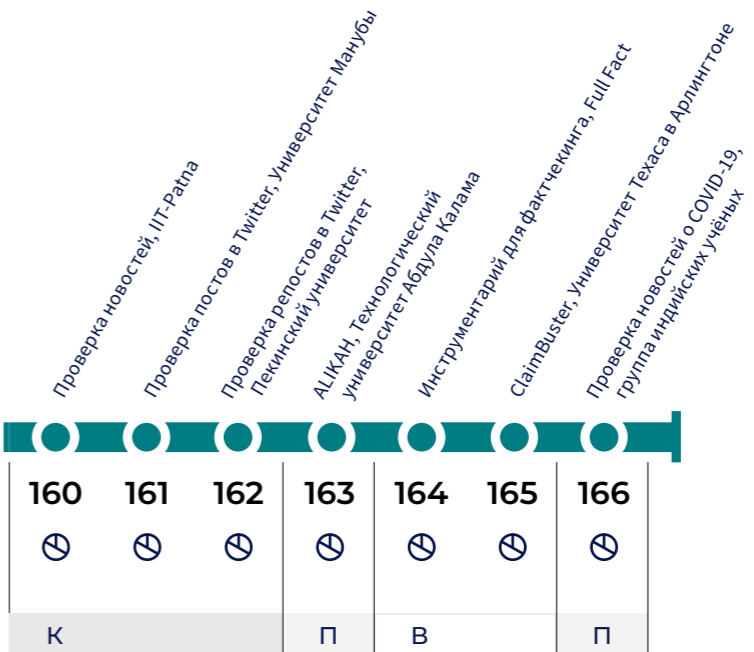 Проверка новостей, IIT-Patna
Проверка постов в Twitter, Университет Манубы
Проверка репостов в Twitter,
Пекинский университет
ALIKAH, Технологический
университет Абдула Калама
Инструментарий для фактчекинга, Full Fact
ClaimBuster, Университет Техаса в Арлингтоне
Проверка новостей о COVID-19,
группа индийских учёных
160 161 162 163 164 165 166
К П В П